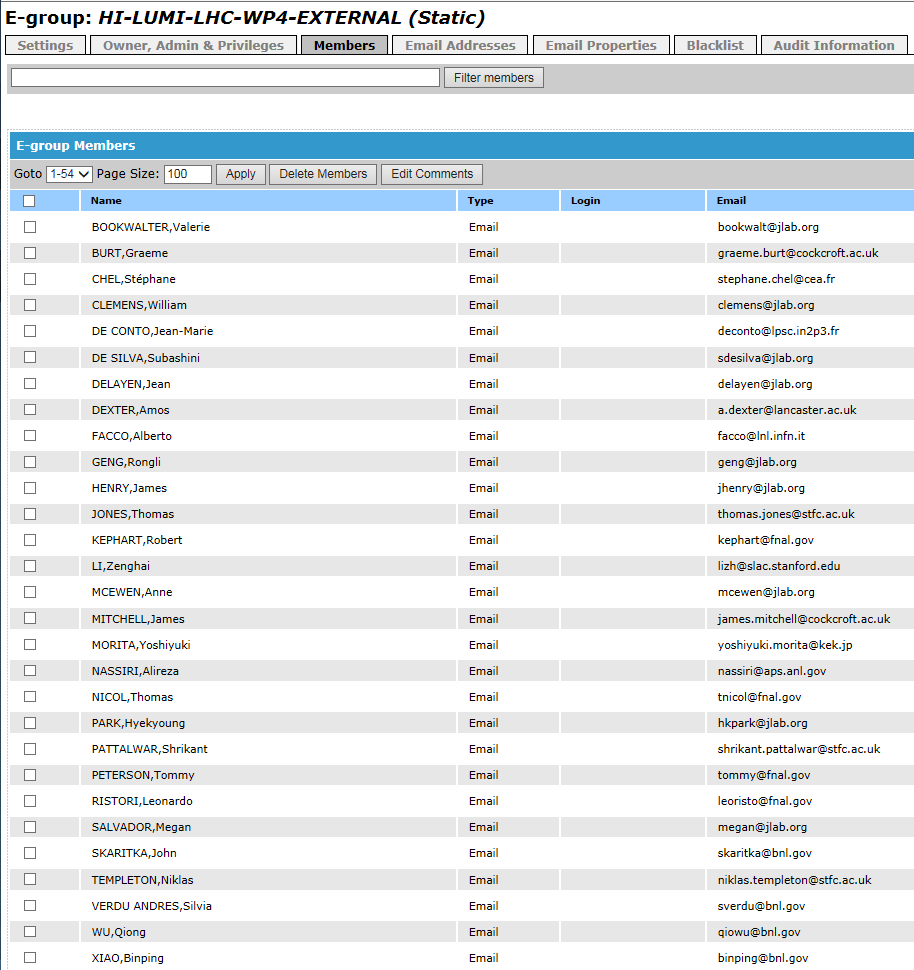 E-group: HI-LUMI-LHC-WP4-EXTERNAL (Static)
Settings Owner, Admin & Privileges Members Email Addresses Email Properties Blacklist Audit Information
Filter members
E-group Members
Goto 1-54 Page Size: 100 Apply Delete Members Edit Comments
Name Type Login Email
BOOKWALTER,Valerie Email bookwalt@jlab.org
BURT,Graeme Email graeme.burt@cockcroft.ac.uk
CHEL,Stéphane Email stephane.chel@cea.fr
CLEMENS,William Email clemens@jlab.org
DE CONTO,Jean-Marie Email deconto@lpsc.in2p3.fr
DE SILVA,Subashini Email sdesilva@jlab.org
DELAYEN,Jean Email delayen@jlab.org
DEXTER,Amos Email a.dexter@lancaster.ac.uk
FACCO,Alberto Email facco@lnl.infn.it
GENG,Rongli Email geng@jlab.org
HENRY,James Email jhenry@jlab.org
JONES,Thomas Email thomas.jones@stfc.ac.uk
KEPHART,Robert Email kephart@fnal.gov
LI,Zenghai Email lizh@slac.stanford.edu
MCEWEN,Anne Email mcewen@jlab.org
MITCHELL,James Email james.mitchell@cockcroft.ac.uk
MORITA,Yoshiyuki Email yoshiyuki.morita@kek.jp
NASSIRI,Alireza Email nassiri@aps.anl.gov
NICOL,Thomas Email tnicol@fnal.gov
PARK,Hyekyoung Email hkpark@jlab.org
PATTALWAR,Shrikant Email shrikant.pattalwar@stfc.ac.uk
PETERSON,Tommy Email tommy@fnal.gov
RISTORI,Leonardo Email leoristo@fnal.gov
SALVADOR,Megan Email megan@jlab.org
SKARITKA,John Email skaritka@bnl.gov
TEMPLETON,Niklas Email niklas.templeton@stfc.ac.uk
VERDU ANDRES,Silvia Email sverdu@bnl.gov
WU,Qiong Email qiowu@bnl.gov
XIAO,Binping Email binping@bnl.gov